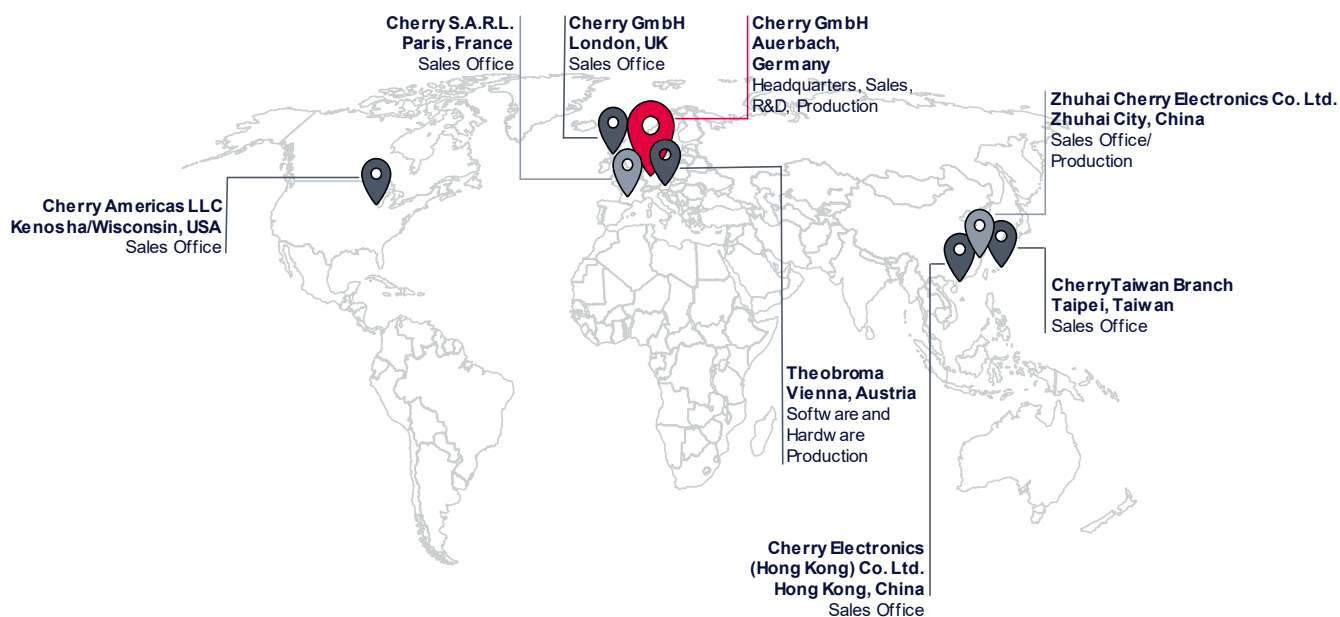 Cherry S.A.R.L.
Paris, France
Sales Office
Cherry GmbH
London, UK
Sales Office
Cherry GmbH
Auerbach,
Germany
Headquarters, Sales,
R&D, Production
Zhuhai Cherry Electronics Co. Ltd.
Zhuhai City, China
Sales Office/
Production
Cherry Americas LLC
Kenosha/Wisconsin, USA
Sales Office
CherryTaiwan Branch
Taipei, Taiwan
Sales Office
Theobroma
Vienna, Austria
Software and
Hardware
Production
Cherry Electronics
(Hong Kong) Co. Ltd.
Hong Kong, China
Sales Office